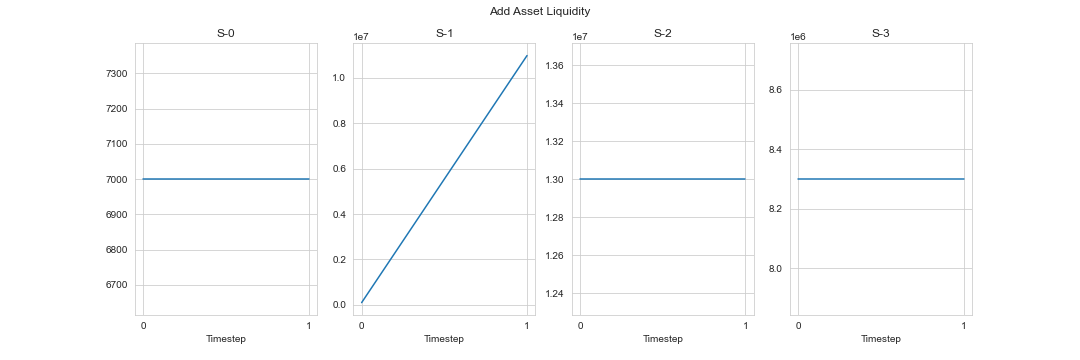 Add Asset Liquidity
S-0
7300
7200
7100
7000
6900
6800
6700
0 1
Timestep
S-1
1e7
1.0
0.8
0.6
0.4
0.2
0.0
0 1
Timestep
S-2
1e7
1.36
1.34
1.32
1.30
1.28
1.26
1.24
0 1
Timestep
S-3
1e6
8.6
8.4
8.2
8.0
0 1
Timestep